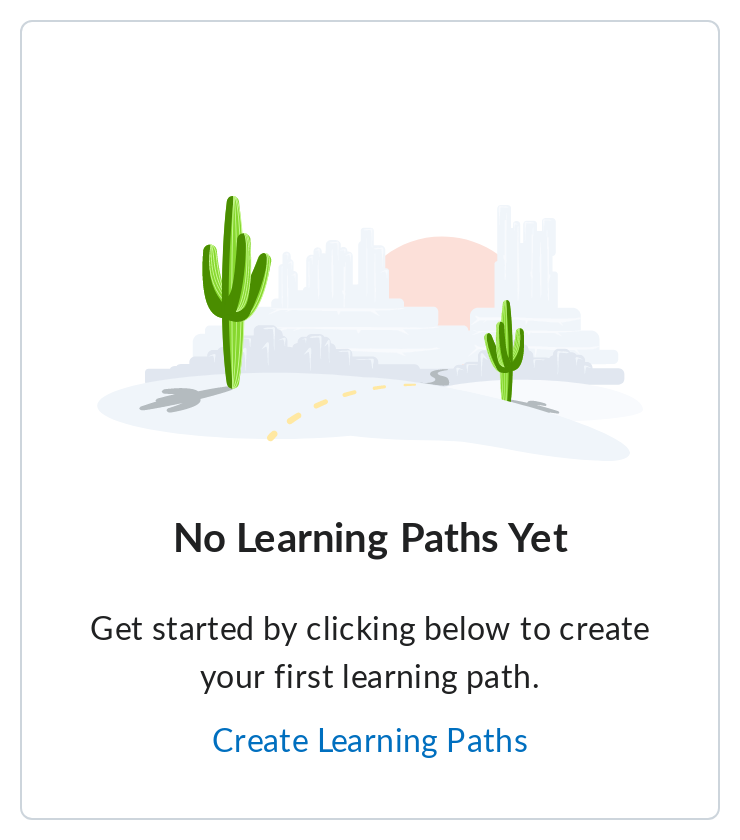 No Learning Paths Yet
Get started by clicking below to create
your first learning path.
Create Learning Paths